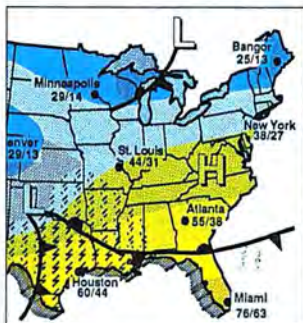 L
Bangor
25/13
Minneapolis
29/14
New York
38/27
enver
29/13
St. Louis
44/31
H
L
Atlanta
55/38
Houston
60/44
Miami
76/63